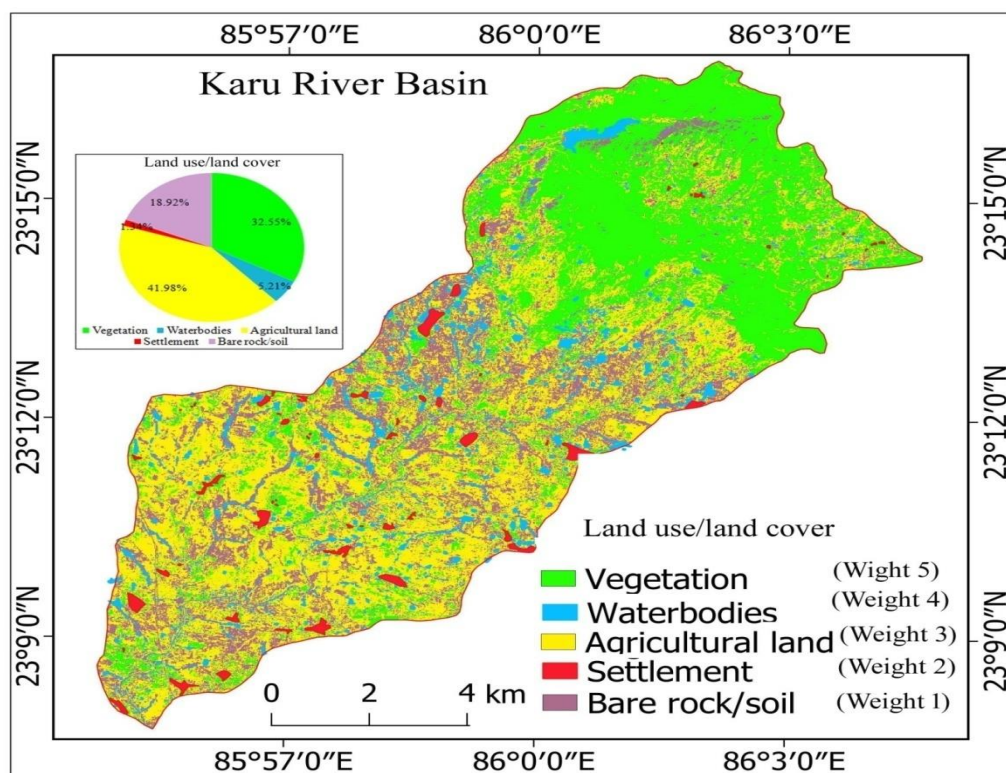 85°57′0″E 86°0′0″E 86°3′0″E
Karu River Basin
Land use/land cover
18.92%
32.55%
1.34%
41.98%
5.21%
Vegetation Waterbodies Agricultural land
Settlement Bare rock/soil
23°15′0″N
23°12′0″N
23°9′0″N
23°15′0″N
23°12′0″N
23°9′0″N
Land use/land cover
Vegetation (Wight 5)
Waterbodies (Weight 4)
Agricultural land (Weight 3)
Settlement (Weight 2)
Bare rock/soil (Weight 1)
0 2 4 km
85°57′0″E 86°0′0″E 86°3′0″E